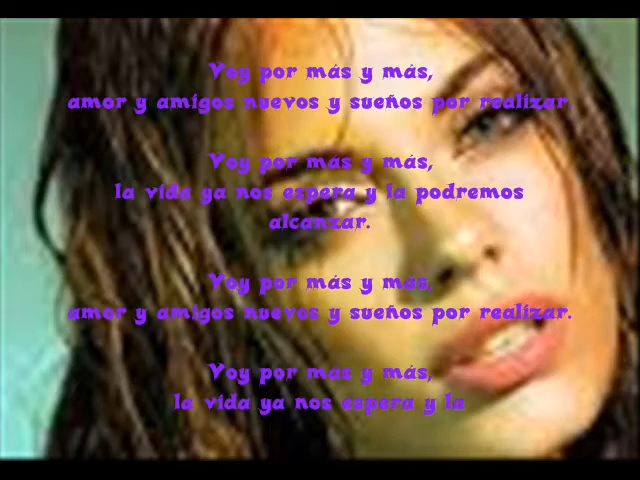 Voy por más y más,
amor y amigos nuevos y sueños por realizar.
Voy por más y más,
la vida ya nos espera y la podremos
alcanzar.
Voy por más y más,
amor y amigos nuevos y sueños por realizar.
Voy por más y más,
la vida ya nos espera y la